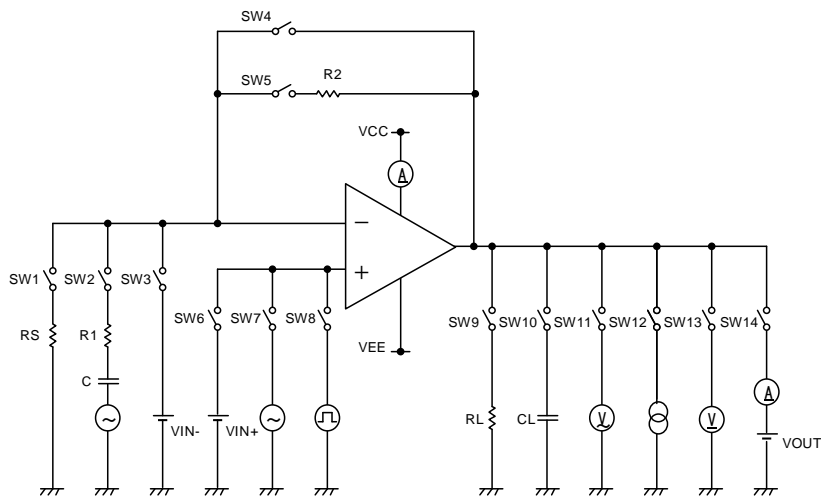 SW4
SW5
R2
VCC
A
−
+
SW1
SW2
SW3
SW6
SW7
SW8
SW9
SW10
SW11
SW12
SW13
SW14
RS
R1
C
VEE
VIN-
VIN+
RL
CL
V
V
A
VOUT